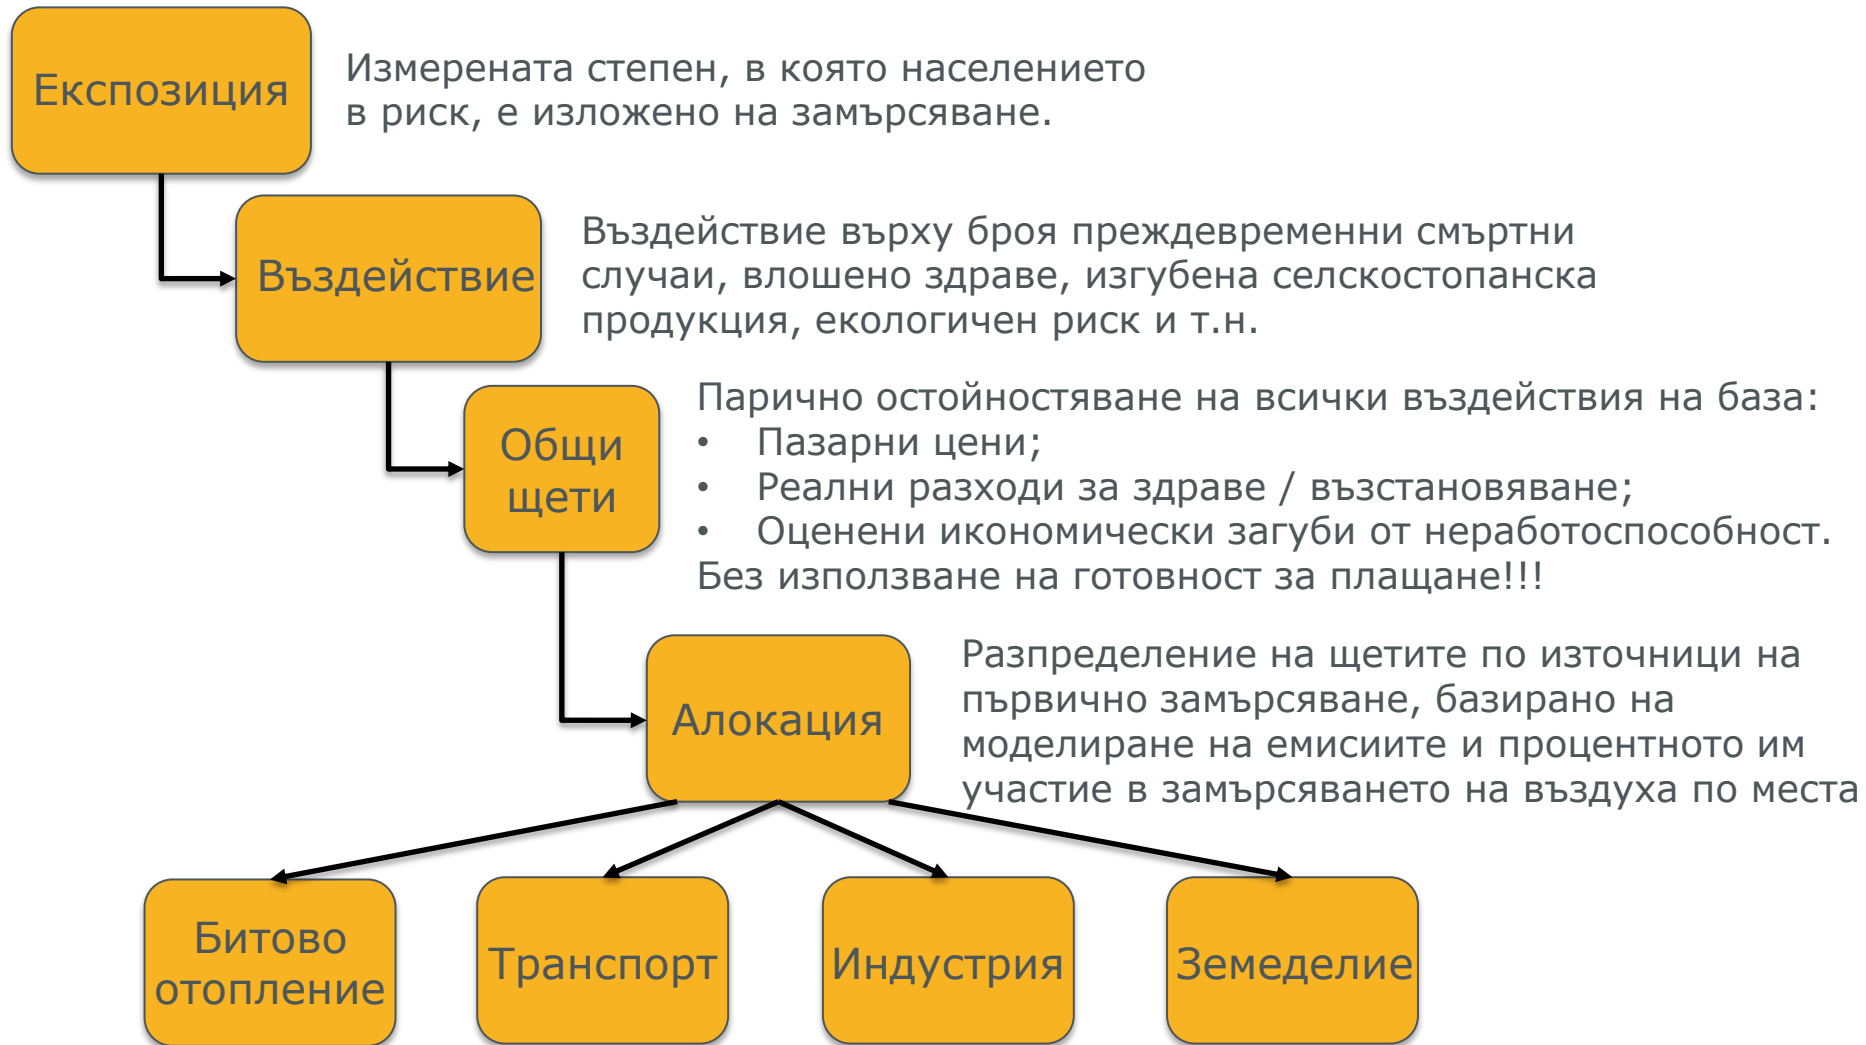 Експозиция
Измерената степен, в която населението
в риск, е изложено на замърсяване.
Въздействие
Въздействие върху броя преждевременни смъртни
случаи, влошено здраве, изгубена селскостопанска
продукция, екологичен риск и т.н.
Общи
щети
Парично остойностяване на всички въздействия на база:
• Пазарни цени;
• Реални разходи за здраве / възстановяване;
• Оценени икономически загуби от неработоспособност.
Без използване на готовност за плащане!!!
Алокация
Разпределение на щетите по източници на
първично замърсяване, базирано на
моделиране на емисиите и процентното им
участие в замърсяването на въздуха по места
Битово
отопление
Транспорт
Индустрия
Земеделие